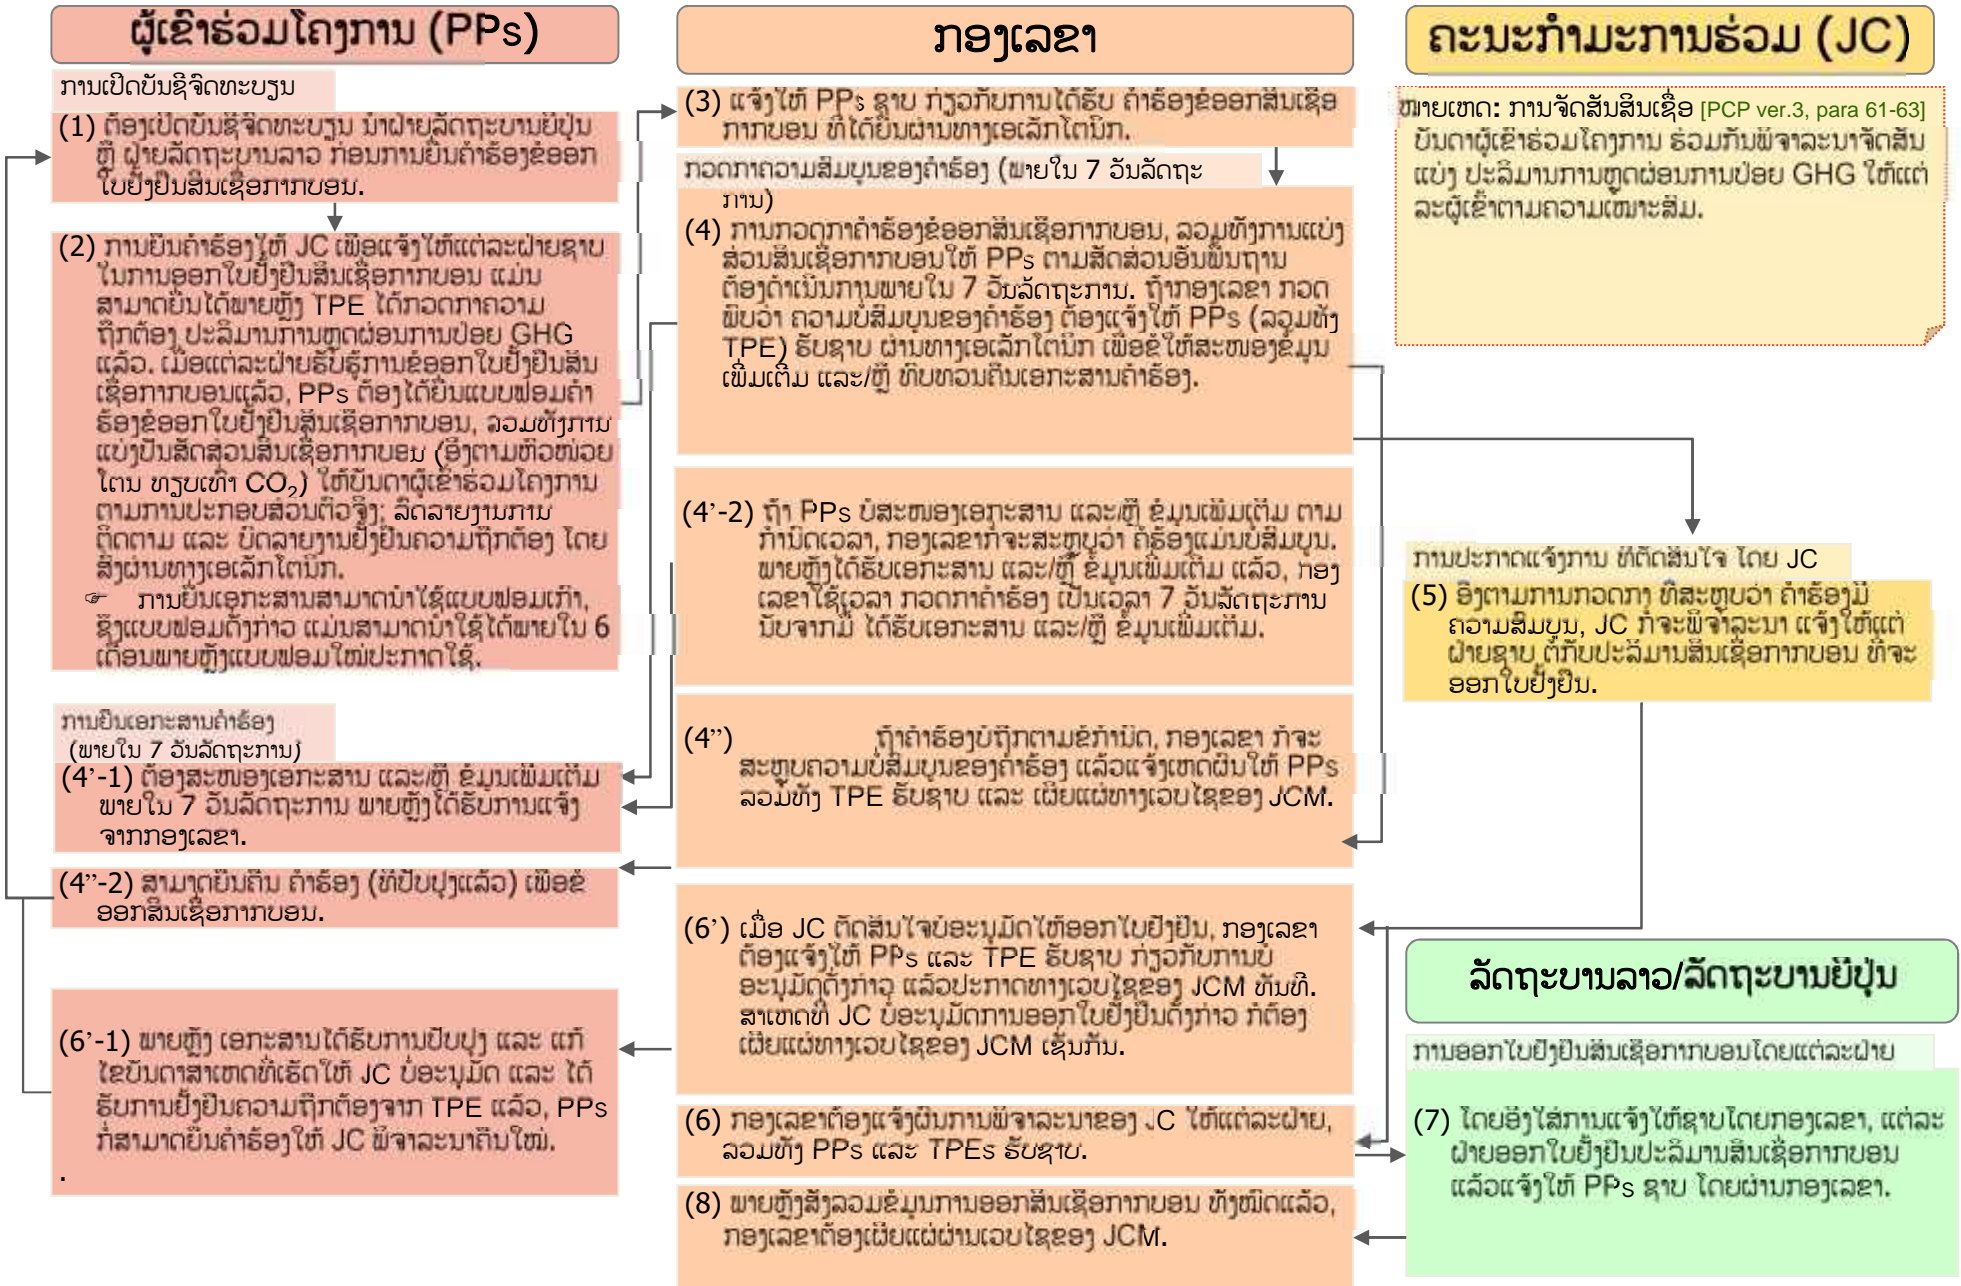 ຜູ້ເຂົ້າຮ່ວມໂຄງການ (PPs)
ການເປີດບັນຊີຈົດທະບຽນ
(1) ຕ້ອງເປີດບັນຊີຈົດທະບຽນ ນຳຝ່າຍລັດຖະບານຍີ່ປຸ່ນ
ຫຼື ຝ່າຍລັດຖະບານລາວ ກ່ອນການຍື່ນຄຳຮ້ອງຂໍອອກ
ໃບຢັ້ງຢືນສິນເຊື່ອກາກບອນ.
(2) ການຍື່ນຄຳຮ້ອງໃຫ້ JC ເພື່ອແຈ້ງໃຫ້ແຕ່ລະຝ່າຍຊາບ
ໃນການອອກໃບຢັ້ງຢືນສິນເຊື່ອກາກບອນ ແມ່ນ
ສາມາດຍື່ນໄດ້ພາຍຫຼັງ TPE ໄດ້ກວດກາຄວາມ
ຖືກຕ້ອງ ປະລິມານການຫຼຸດຜ່ອນການປ່ອຍ GHG
ແລ້ວ. ເມື່ອແຕ່ລະຝ່າຍຮັບຮູ້ການຂໍອອກໃບຢັ້ງຢືນສິນ
ເຊື່ອກາກບອນແລ້ວ, PPs ຕ້ອງໄດ້ຍື່ນແບບຟອມຄຳ
ຮ້ອງຂໍອອກໃບຢັ້ງຢືນສິນເຊື່ອກາກບອນ, ລວມທັງການ
ແບ່ງປັນສັດສ່ວນສິນເຊື່ອກາກບອນ (ອີງຕາມຫົວໜ່ວຍ
ໂຕນ ທຽບເທົ່າ CO₂) ໃຫ້ບັນດາຜູ້ເຂົ້າຮ່ວມໂຄງການ
ຕາມການປະກອບສ່ວນຕົວຈິງ; ລົດລາຍງານການ
ຕິດຕາມ ແລະ ບົດລາຍງານຢັ້ງຢືນຄວາມຖືກຕ້ອງ ໂດຍ
ສົ່ງຜ່ານທາງເອເລັກໂຕນິກ.
☞ ການຍື່ນເອກະສານສາມາດນຳໃຊ້ແບບຟອມເກົ່າ,
ຊຶ່ງແບບຟອມດັ່ງກ່າວ ແມ່ນສາມາດນຳໃຊ້ໄດ້ພາຍໃນ 6
ເດືອນພາຍຫຼັງແບບຟອມໃໝ່ປະກາດໃຊ້.
ການຍື່ນເອກະສານຄຳຮ້ອງ
(ພາຍໃນ 7 ວັນລັດຖະການ)
(4’-1) ຕ້ອງສະໜອງເອກະສານ ແລະ/ຫຼື ຂໍ້ມູນເພີ່ມເຕີມ
ພາຍໃນ 7 ວັນລັດຖະການ ພາຍຫຼັງໄດ້ຮັບການແຈ້ງ
ຈາກກອງເລຂາ.
(4”-2) ສາມາດຍື່ນຄືນ ຄຳຮ້ອງ (ທີ່ປັບປຸງແລ້ວ) ເພື່ອຂໍ
ອອກສິນເຊື່ອກາກບອນ.
(6’-1) ພາຍຫຼັງ ເອກະສານໄດ້ຮັບການປັບປຸງ ແລະ ແກ້
ໄຂບັນດາສາເຫດທີ່ເຮັດໃຫ້ JC ບໍ່ອະນຸມັດ ແລະ ໄດ້
ຮັບການຢັ້ງຢືນຄວາມຖືກຕ້ອງຈາກ TPE ແລ້ວ, PPs
ກໍ່ສາມາດຍື່ນຄຳຮ້ອງໃຫ້ JC ພິຈາລະນາຄືນໃໝ່.
.
ກອງເລຂາ
(3) ແຈ້ງໃຫ້ PPs ຊາບ ກ່ຽວກັບການໄດ້ຮັບ ຄຳຮ້ອງຂໍອອກສິນເຊື່ອ
ກາກບອນ ທີ່ໄດ້ຍື່ນຜ່ານທາງເອເລັກໂຕນິກ.
ກວດກາຄວາມສົມບູນຂອງຄຳຮ້ອງ (ພາຍໃນ 7 ວັນລັດຖະ
ການ)
(4) ການກວດກາຄຳຮ້ອງຂໍອອກສິນເຊື່ອກາກບອນ, ລວມທັງການແບ່ງ
ສ່ວນສິນເຊື່ອກາກບອນໃຫ້ PPs ຕາມສັດສ່ວນອັນພື້ນຖານ
ຕ້ອງດຳເນີນການພາຍໃນ 7 ວັນລັດຖະການ. ຖ້າກອງເລຂາ ກວດ
ພົບວ່າ ຄວາມບໍ່ສົມບູນຂອງຄຳຮ້ອງ ຕ້ອງແຈ້ງໃຫ້ PPs (ລວມທັງ
TPE) ຮັບຊາບ ຜ່ານທາງເອເລັກໂຕນິກ ເພື່ອຂໍໃຫ້ສະໜອງຂໍ້ມູນ
ເພີ່ມເຕີມ ແລະ/ຫຼື ທົບທວນຄືນເອກະສານຄຳຮ້ອງ.
(4’-2) ຖ້າ PPs ບໍ່ສະໜອງເອກະສານ ແລະ/ຫຼື ຂໍ້ມູນເພີ່ມເຕີມ ຕາມ
ກຳນົດເວລາ, ກອງເລຂາກໍ່ຈະສະຫຼຸບວ່າ ຄໍຮ້ອງແມ່ນບໍ່ສົມບູນ.
ພາຍຫຼັງໄດ້ຮັບເອກະສານ ແລະ/ຫຼື ຂໍ້ມູນເພີ່ມເຕີມ ແລ້ວ, ກອງ
ເລຂາໃຊ້ເວລາ ກວດກາຄຳຮ້ອງ ເປັນເວລາ 7 ວັນລັດຖະການ
ນັບຈາກມື້ ໄດ້ຮັບເອກະສານ ແລະ/ຫຼື ຂໍ້ມູນເພີ່ມເຕີມ.
(4”) ຖ້າຄຳຮ້ອງບໍ່ຖືກຕາມຂໍ້ກຳນົດ, ກອງເລຂາ ກໍ່ຈະ
ສະຫຼຸບຄວາມບໍ່ສົມບູນຂອງຄຳຮ້ອງ ແລ້ວແຈ້ງເຫດຜົນໃຫ້ PPs
ລວມທັງ TPE ຮັບຊາບ ແລະ ເຜີຍແຜ່ທາງເວບໄຊຂອງ JCM.
(6’) ເມື່ອ JC ຕັດສິນໃຈບໍ່ອະນຸມັດໃຫ້ອອກໃບຢັ້ງຢືນ, ກອງເລຂາ
ຕ້ອງແຈ້ງໃຫ້ PPs ແລະ TPE ຮັບຊາບ ກ່ຽວກັບການບໍ່
ອະນຸມັດດັ່ງກ່າວ ແລ້ວປະກາດທາງເວບໄຊຂອງ JCM ທັນທີ.
ສາເຫດທີ່ JC ບໍ່ອະນຸມັດການອອກໃບຢັ້ງຢືນດັ່ງກ່າວ ກໍຕ້ອງ
ເຜີຍແຜ່ທາງເວບໄຊຂອງ JCM ເຊັ່ນກັນ.
(6) ກອງເລຂາຕ້ອງແຈ້ງຜົນການພິຈາລະນາຂອງ JC ໃຫ້ແຕ່ລະຝ່າຍ,
ລວມທັງ PPs ແລະ TPEs ຮັບຊາບ.
(8) ພາຍຫຼັງສັງລວມຂໍ້ມູນການອອກສິນເຊື່ອກາກບອນ ທັງໝົດແລ້ວ,
ກອງເລຂາຕ້ອງເຜີຍແຜ່ຜ່ານເວບໄຊຂອງ JCM.
ຄະນະກຳມະການຮ່ວມ (JC)
ໝາຍເຫດ: ການຈັດສັນສິນເຊື່ອ [PCP ver.3, para 61-63]
ບັນດາຜູ້ເຂົ້າຮ່ວມໂຄງການ ຮ່ວມກັນພິຈາລະນາຈັດສັນ
ແບ່ງ ປະລິມານການຫຼຸດຜ່ອນການປ່ອຍ GHG ໃຫ້ແຕ່
ລະຜູ້ເຂົ້າຕາມຄວາມເໝາະສົມ.
ການປະກາດແຈ້ງການ ທີ່ຕັດສິນໃຈ ໂດຍ JC
(5) ອີງຕາມການກວດກາ ທີ່ສະຫຼຸບວ່າ ຄຳຮ້ອງມີ
ຄວາມສົມບູນ, JC ກໍ່ຈະພິຈາລະນາ ແຈ້ງໃຫ້ແຕ່
ຝ່າຍຊາບ ຕໍ່ກັບປະລິມານສິນເຊື່ອກາກບອນ ທີ່ຈະ
ອອກໃບຢັ້ງຢືນ.
ລັດຖະບານລາວ/ລັດຖະບານຍີ່ປຸ່ນ
ການອອກໃບຢັ້ງຢືນສິນເຊື່ອກາກບອນໂດຍແຕ່ລະຝ່າຍ
(7) ໂດຍອີງໃສ່ການແຈ້ງໃຫ້ຊາບໂດຍກອງເລຂາ, ແຕ່ລະ
ຝ່າຍອອກໃບຢັ້ງຢືນປະລິມານສິນເຊື່ອກາກບອນ
ແລ້ວແຈ້ງໃຫ້ PPs ຊາບ ໂດຍຜ່ານກອງເລຂາ.